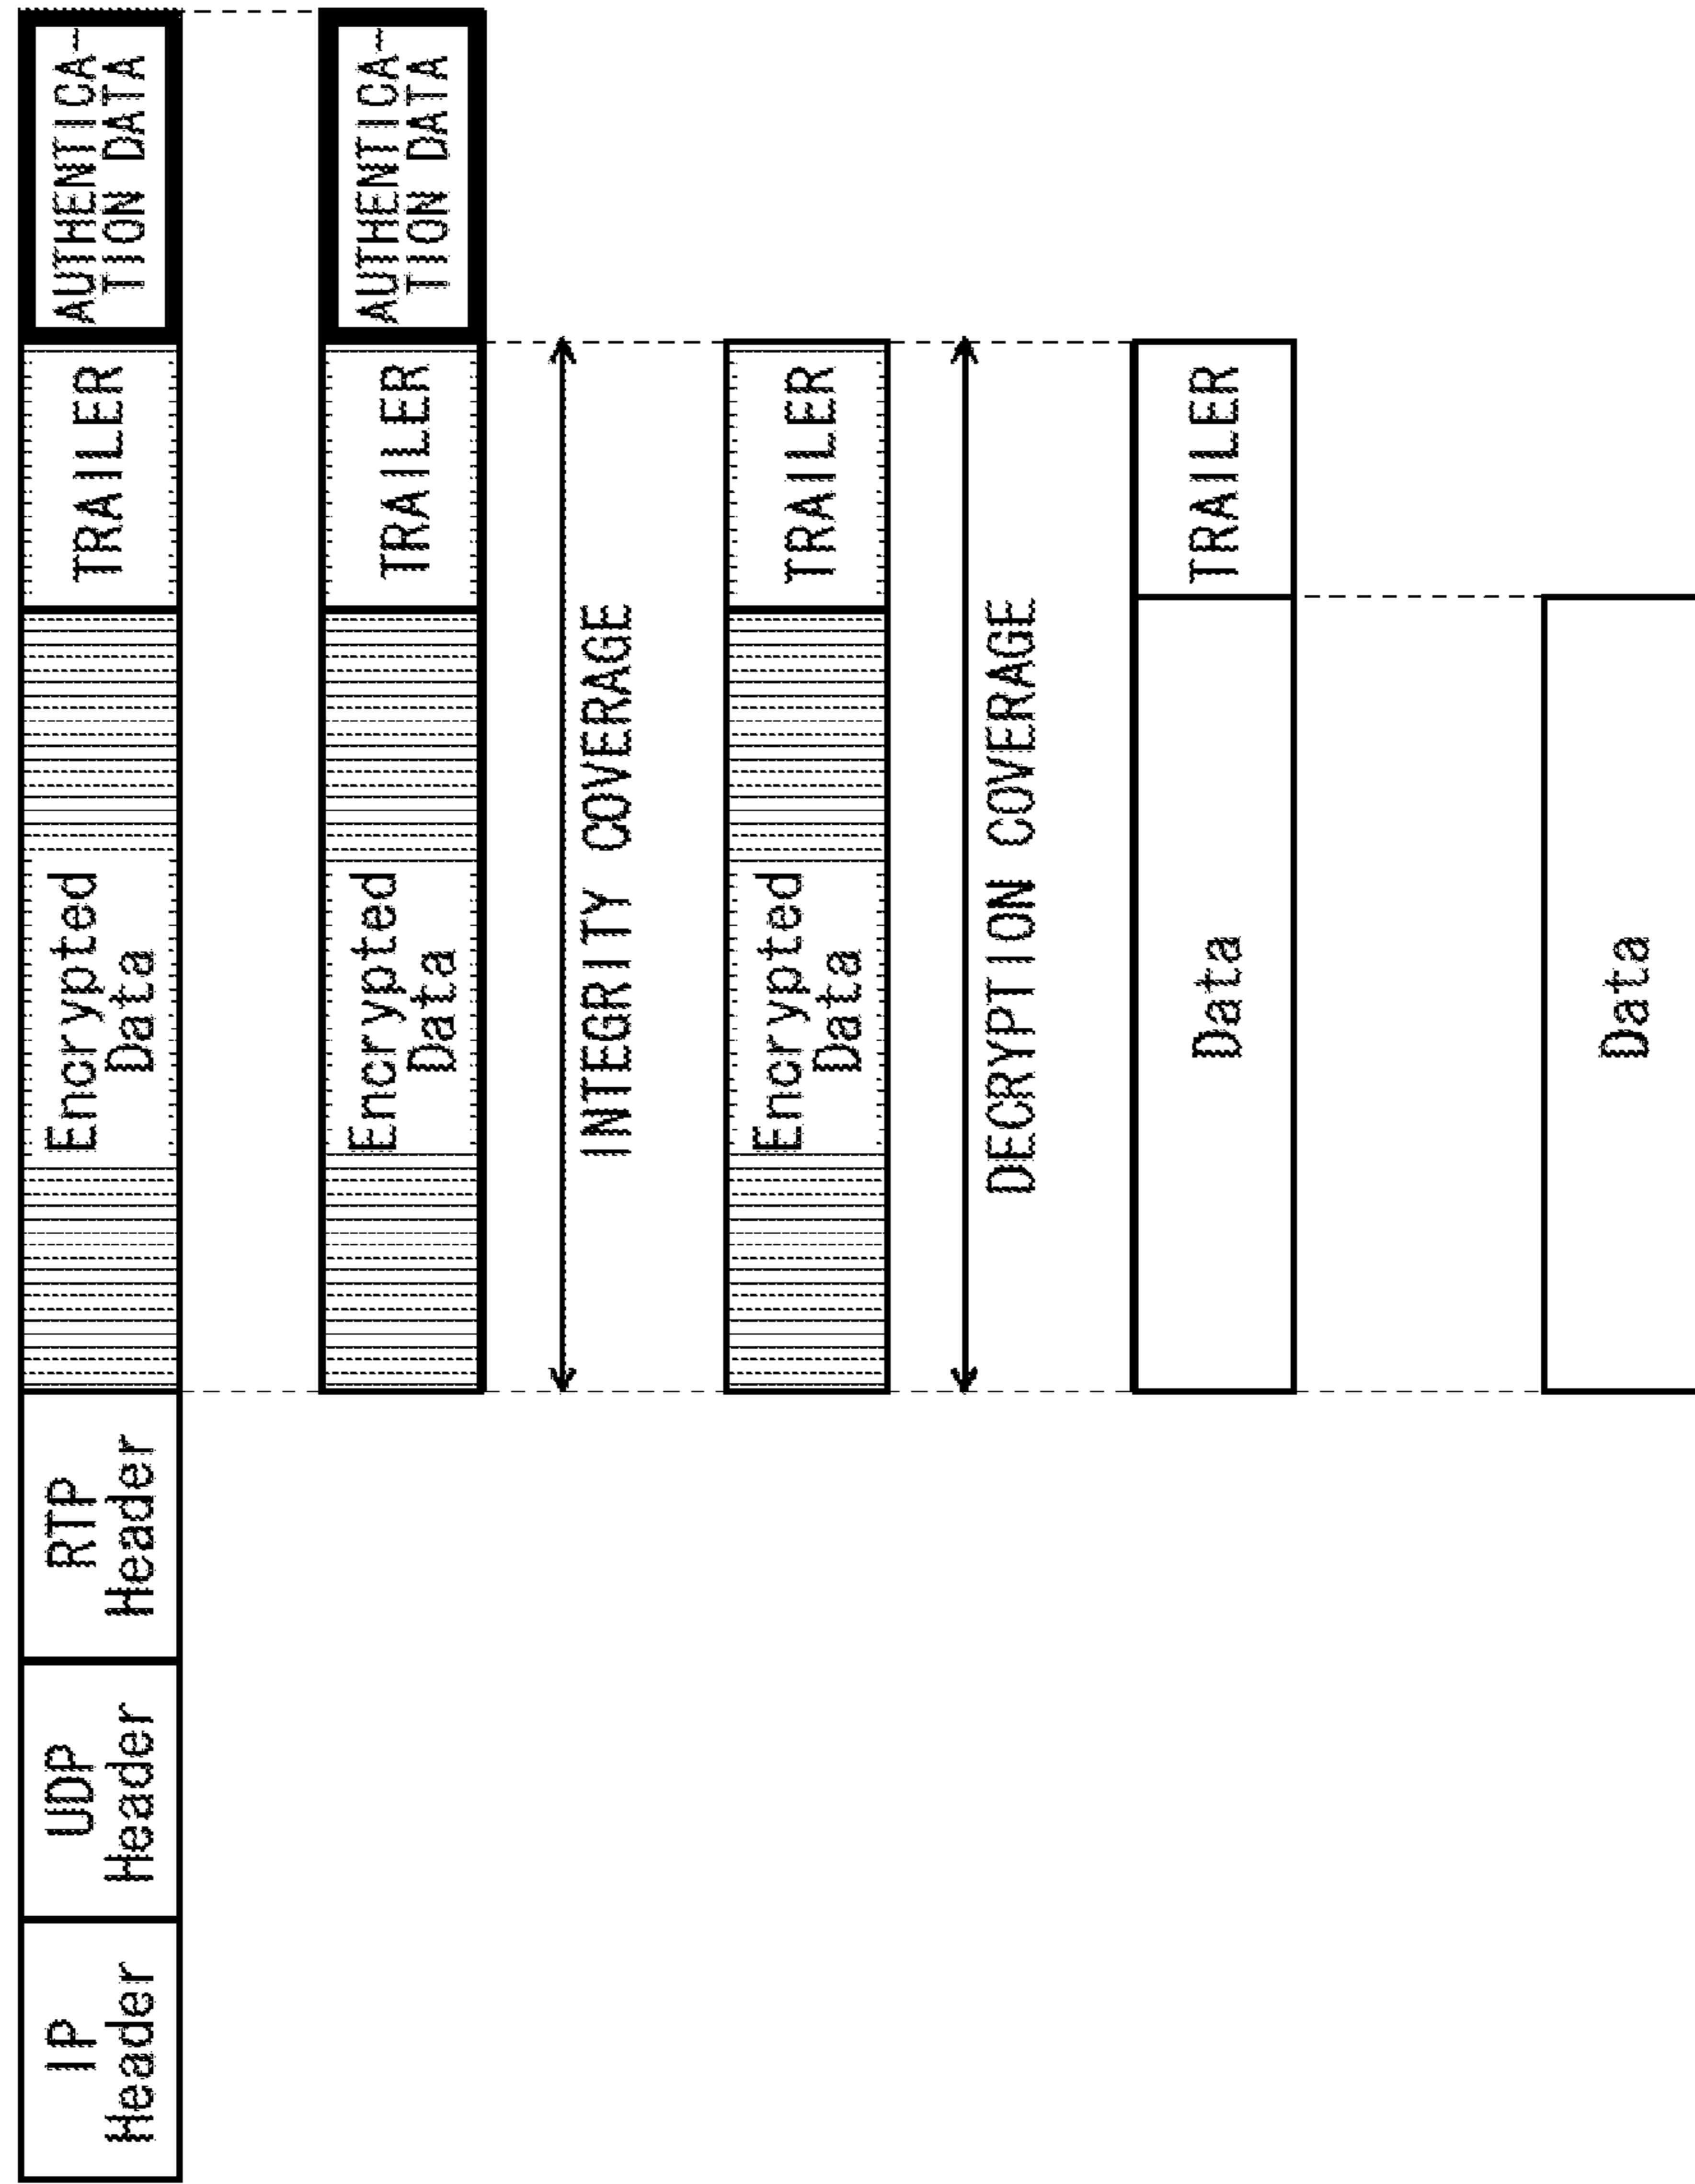 IP
Header
UDP
Header
RTP
Header
Encrypted
Data
TRAILER
AUTHENTICA-
TION DATA
Encrypted
Data
TRAILER
AUTHENTICA-
TION DATA
INTEGRITY COVERAGE
Encrypted
Data
TRAILER
DECRYPTION COVERAGE
Data
TRAILER
Data